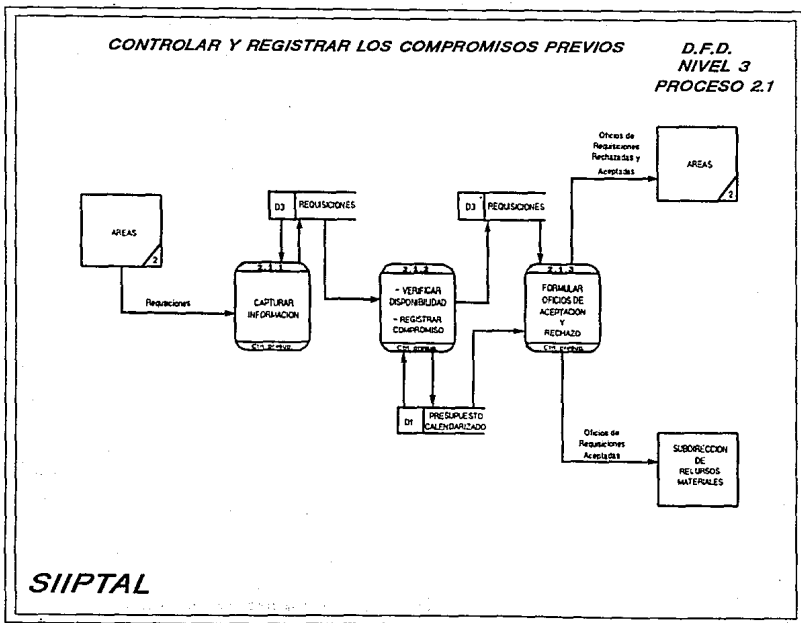 CONTROLAR Y REGISTRAR LOS COMPROMISOS PREVIOS
D.F.D.
NIVEL 3
PROCESO 2.1
AREAS
2
Requisiciones
D3 REQUISICIONES
2.1.1
CAPTURAR
INFORMACION
2.1.2
- VERIFICAR
DISPONIBILIDAD
- REGISTRAR
COMPROMISO
D1 PRESUPUESTO
CALENDARIZADO
D3 REQUISICIONES
2.1.3
FORMULAR
OFICIOS DE
ACEPTACION
Y
RECHAZO
Oficios de
Requisiciones
Rechazadas y
Aceptadas
AREAS
2
Oficios de
Requisiciones
Aceptadas
SUBDIRECCION
DE
RECURSOS
MATERIALES
SIIPTAL